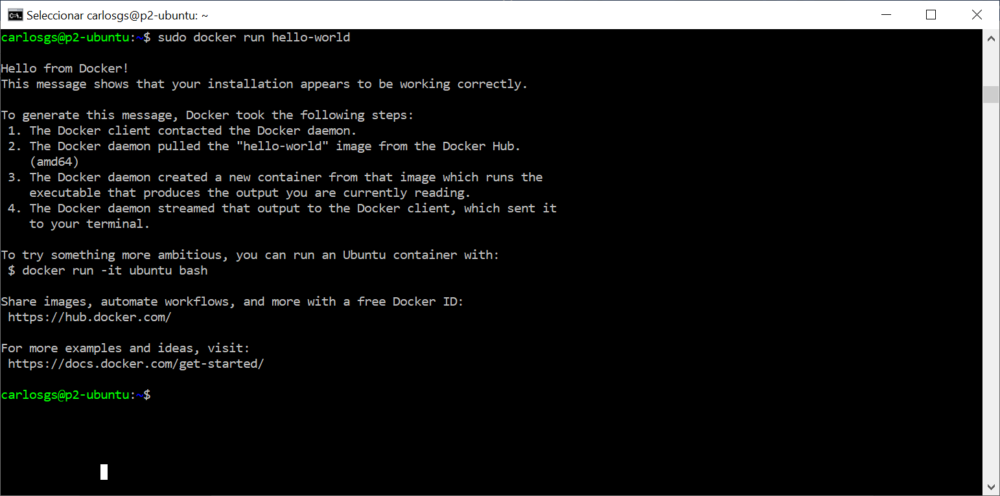 Seleccionar carlosgs@p2-ubuntu: ~
carlosgs@p2-ubuntu:~$ sudo docker run hello-world
Hello from Docker!
This message shows that your installation appears to be working correctly.
To generate this message, Docker took the following steps:
1. The Docker client contacted the Docker daemon.
2. The Docker daemon pulled the "hello-world" image from the Docker Hub.
(amd64)
3. The Docker daemon created a new container from that image which runs the
executable that produces the output you are currently reading.
4. The Docker daemon streamed that output to the Docker client, which sent it
to your terminal.
To try something more ambitious, you can run an Ubuntu container with:
$ docker run -it ubuntu bash
Share images, automate workflows, and more with a free Docker ID:
https://hub.docker.com/
For more examples and ideas, visit:
https://docs.docker.com/get-started/
carlosgs@p2-ubuntu:~$